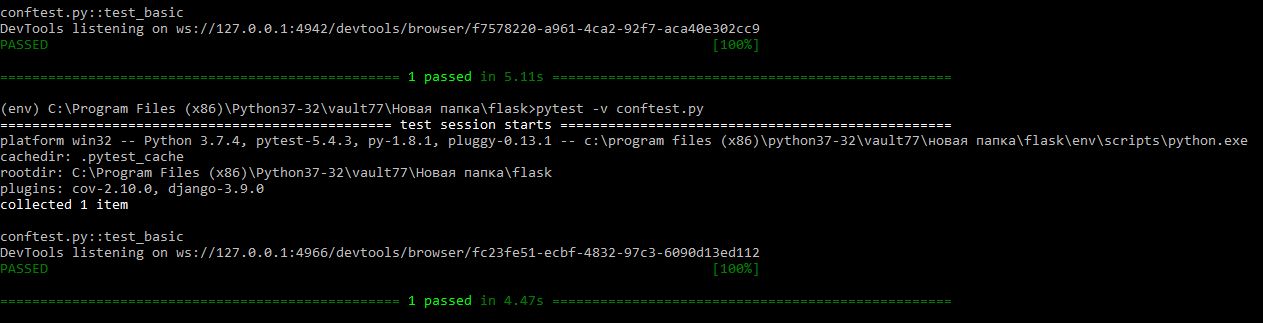 conftest.py::test_basic
DevTools listening on ws://127.0.0.1:4942/devtools/browser/f7578220-a961-4ca2-92f7-aca40e302cc9
PASSED [100%]
================================================== 1 passed in 5.11s ==================================================
(env) C:\Program Files (x86)\Python37-32\vault77\Новая папка\flask>pytest -v conftest.py
================================================= test session starts =================================================
platform win32 -- Python 3.7.4, pytest-5.4.3, py-1.8.1, pluggy-0.13.1 -- c:\program files (x86)\python37-32\vault77\новая папка\flask\env\scripts\python.exe
cachedir: .pytest_cache
rootdir: C:\Program Files (x86)\Python37-32\vault77\Новая папка\flask
plugins: cov-2.10.0, django-3.9.0
collected 1 item
conftest.py::test_basic
DevTools listening on ws://127.0.0.1:4966/devtools/browser/fc23fe51-ecbf-4832-97c3-6090d13ed112
PASSED [100%]
================================================== 1 passed in 4.47s ==================================================